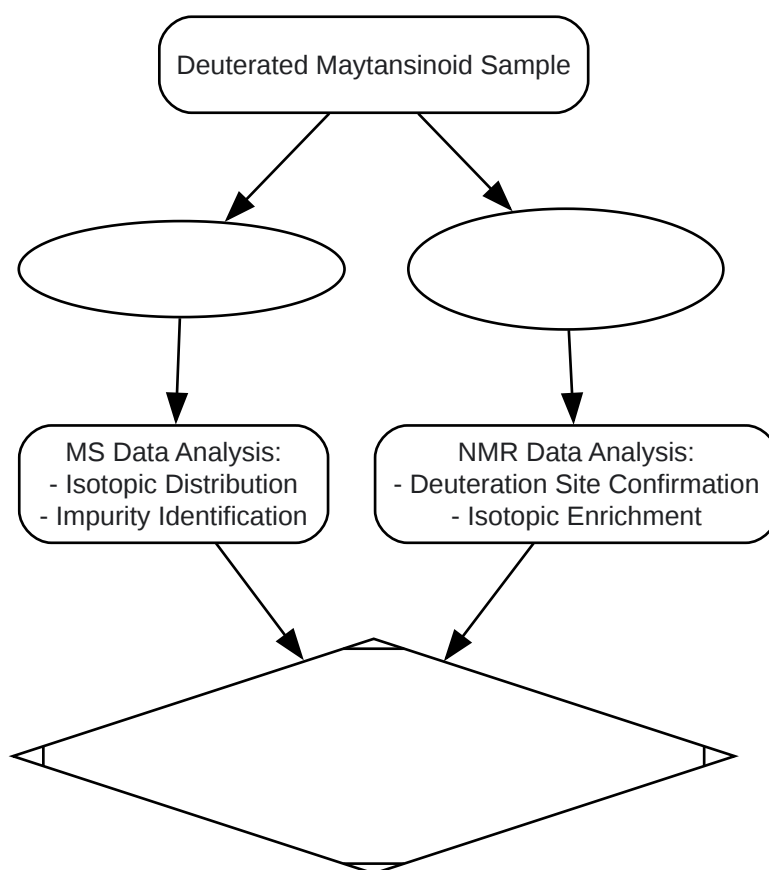 Deuterated Maytansinoid Sample
MS Data Analysis:
- Isotopic Distribution
- Impurity Identification
NMR Data Analysis:
- Deuteration Site Confirmation
- Isotopic Enrichment